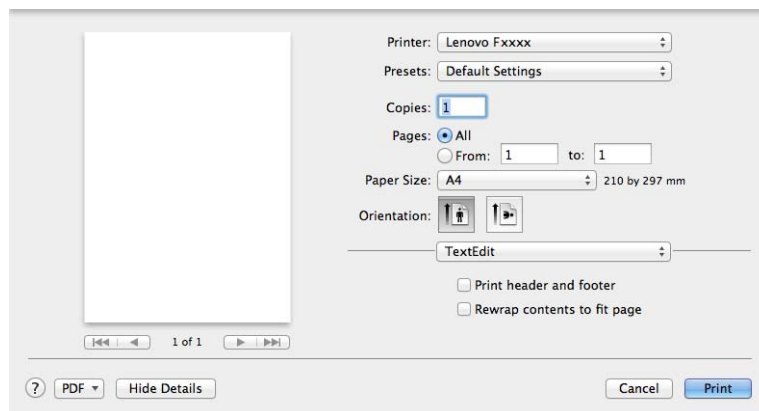 Printer: Lenovo Fxxxx
Presets: Default Settings
Copies: 1
Pages: All
From: 1 to: 1
Paper Size: A4 210 by 297 mm
Orientation:
TextEdit
Print header and footer
Rewrap contents to fit page
1 of 1
? PDF Hide Details Cancel Print